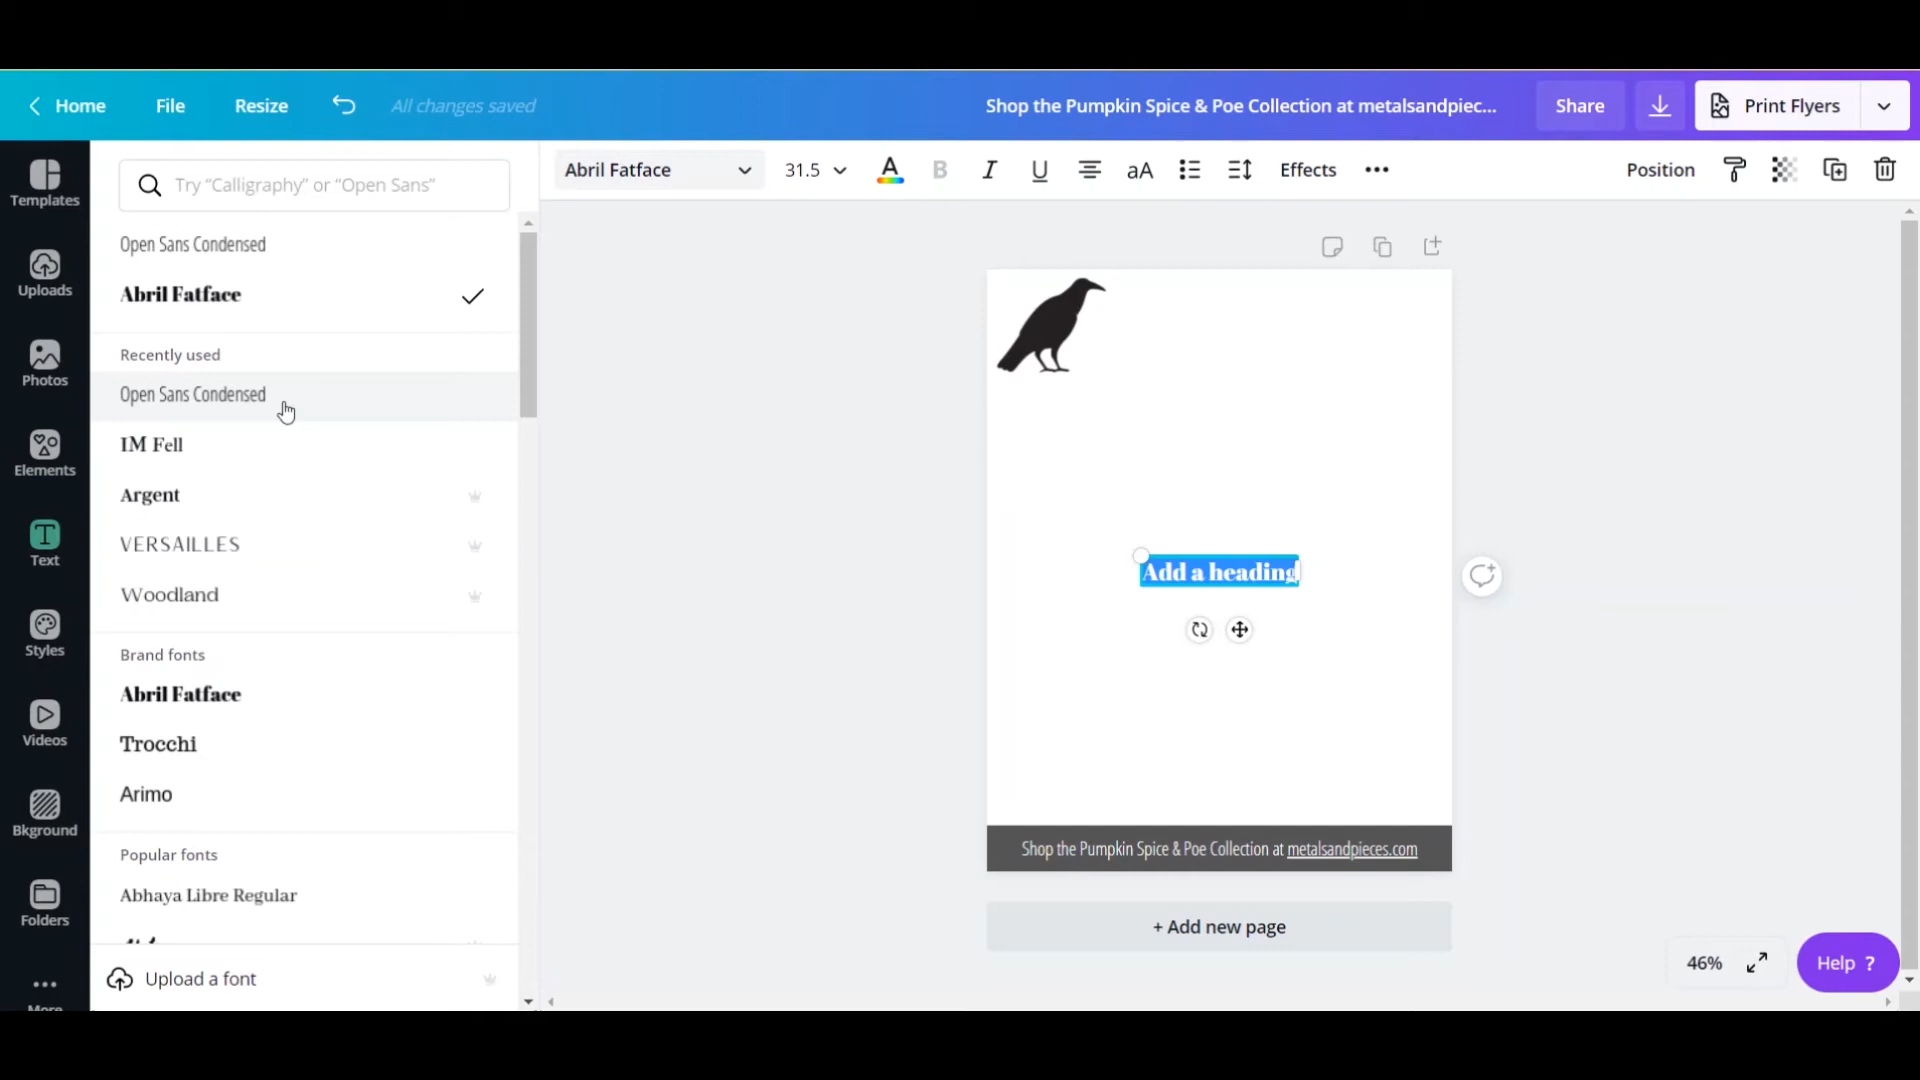 Home
File
Resize
All changes saved
Shop the Pumpkin Spice & Poe Collection at metalsandpiec...
Share
Print Flyers
Templates
Uploads
Photos
Elements
Text
Styles
Videos
Bkground
Folders
More
Try “Calligraphy” or “Open Sans”
Open Sans Condensed
Abril Fatface
Recently used
Open Sans Condensed
IM Fell
Argent
VERSAILLES
Woodland
Brand fonts
Abril Fatface
Trocchi
Arimo
Popular fonts
Abhaya Libre Regular
Upload a font
Abril Fatface
31.5
A
B
I
U
aA
Effects
Position
Add a heading
Shop the Pumpkin Spice & Poe Collection at metalsandpieces.com
+ Add new page
46%
Help ?